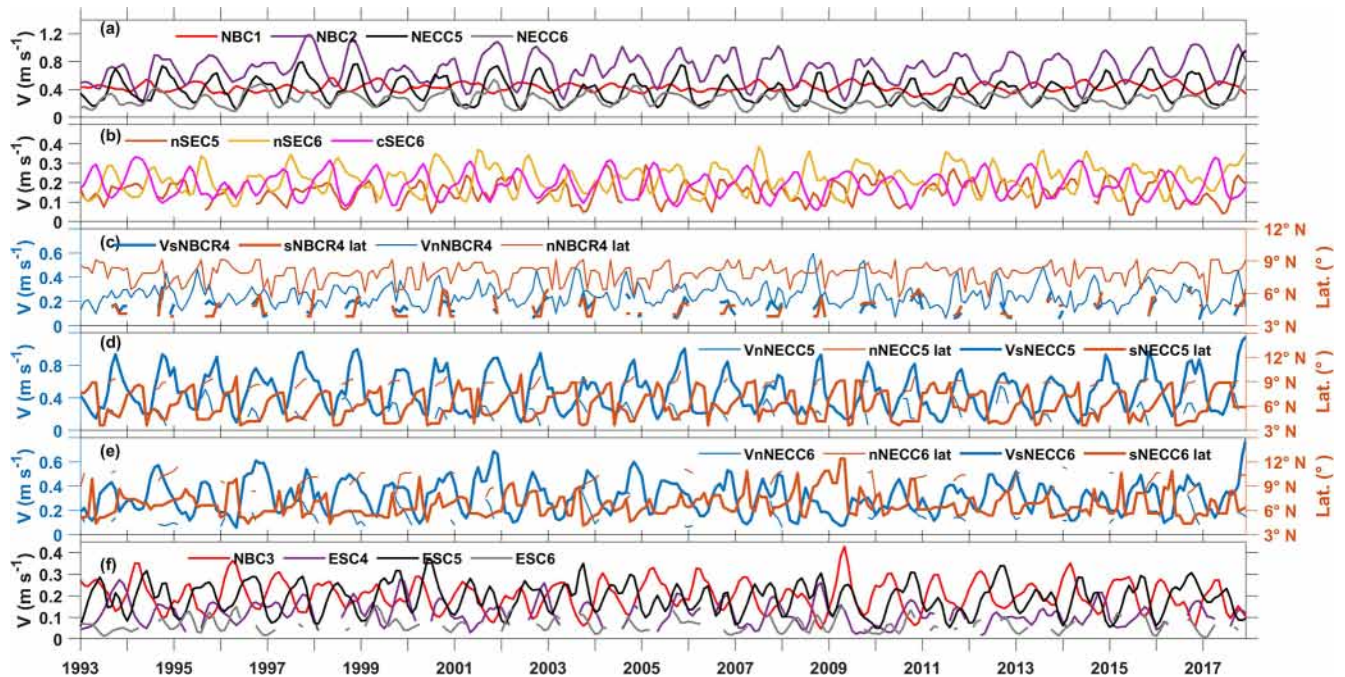 (a)
NBC1 NBC2 NECC5 NECC6
V (m s⁻¹)
1.2
0.8
0.4
0
(b)
nSEC5 nSEC6 cSEC6
V (m s⁻¹)
0.4
0.3
0.2
0.1
0
(c)
VsNBCR4 sNBCR4 lat VnNBCR4 nNBCR4 lat
V (m s⁻¹)
0.6
0.4
0.2
0
12° N
9° N
6° N
3° N
Lat. (°)
(d)
VnNECC5 nNECC5 lat VsNECC5 sNECC5 lat
V (m s⁻¹)
0.8
0.4
0
12° N
9° N
6° N
3° N
Lat. (°)
(e)
VnNECC6 nNECC6 lat VsNECC6 sNECC6 lat
V (m s⁻¹)
0.6
0.4
0.2
0
12° N
9° N
6° N
3° N
Lat. (°)
(f)
NBC3 ESC4 ESC5 ESC6
V (m s⁻¹)
0.4
0.3
0.2
0.1
0
1993 1995 1997 1999 2001 2003 2005 2007 2009 2011 2013 2015 2017